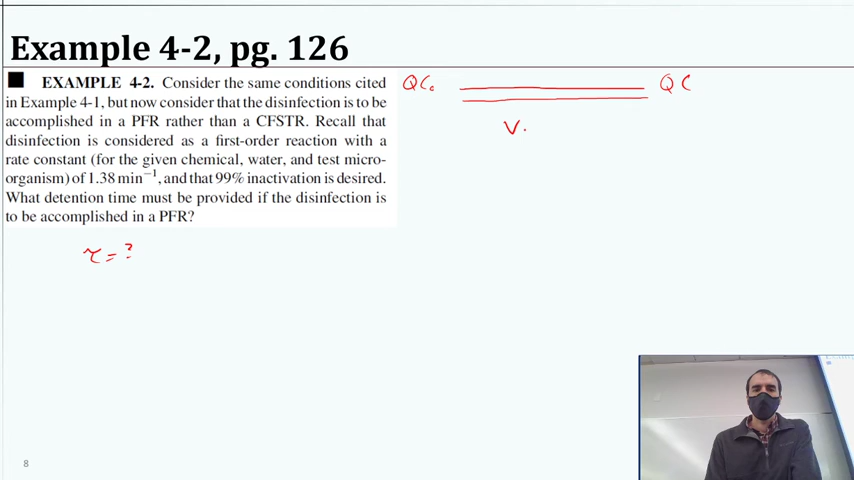 Example 4-2, pg. 126
EXAMPLE 4-2. Consider the same conditions cited
in Example 4-1, but now consider that the disinfection is to be
accomplished in a PFR rather than a CFSTR. Recall that
disinfection is considered as a first-order reaction with a
rate constant (for the given chemical, water, and test micro-
organism) of 1.38 min⁻¹, and that 99% inactivation is desired.
What detention time must be provided if the disinfection is
to be accomplished in a PFR?
τ = ?
QC₀
QC
V.
8